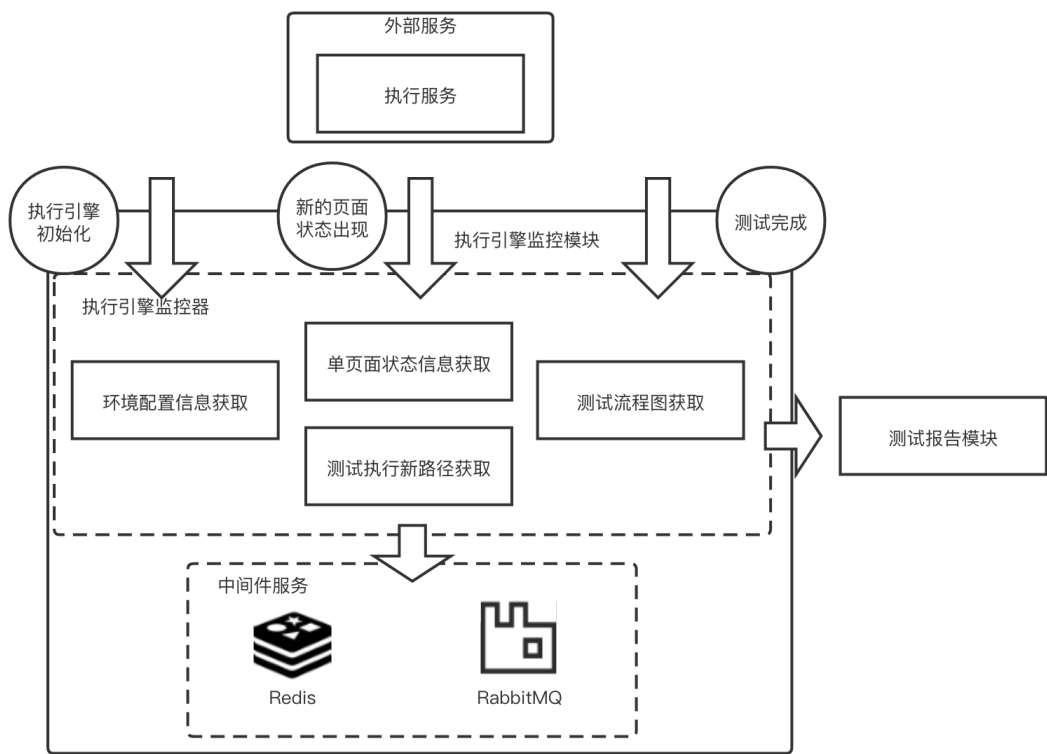 外部服务
执行服务
执行引擎
初始化
新的页面
状态出现
测试完成
执行引擎监控模块
执行引擎监控器
单页面状态信息获取
环境配置信息获取
测试流程图获取
测试报告模块
测试执行新路径获取
中间件服务
Redis
RabbitMQ